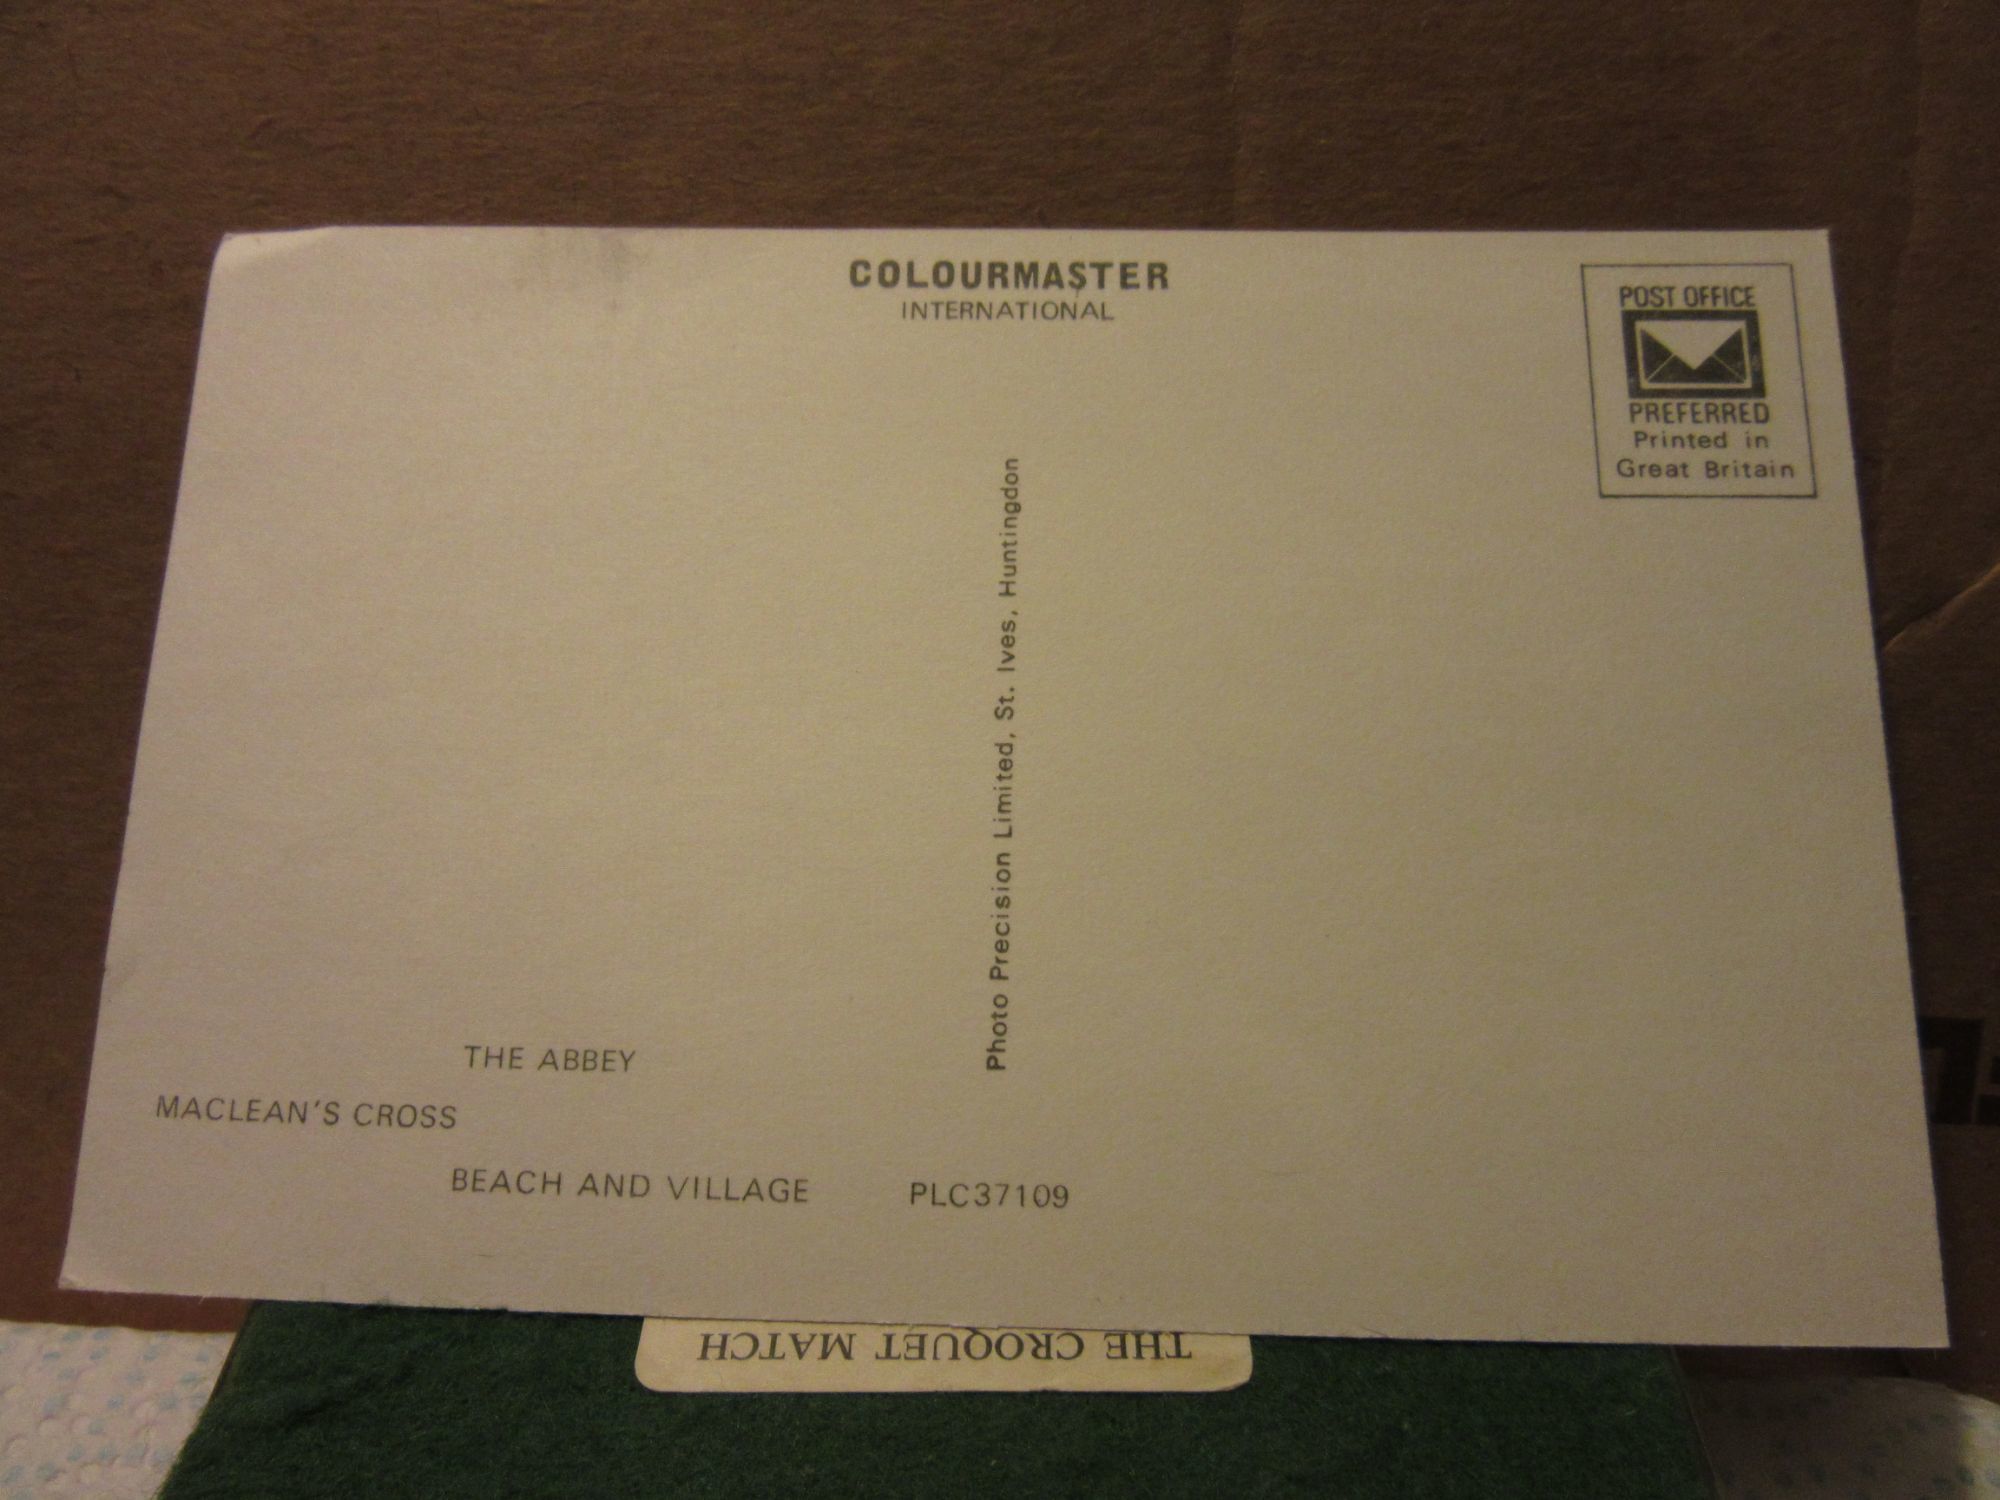 COLOURMASTER
INTERNATIONAL
POST OFFICE
PREFERRED
Printed in
Great Britain
Photo Precision Limited, St. Ives, Huntingdon
THE ABBEY
MACLEAN'S CROSS
BEACH AND VILLAGE PLC37109
THE CROQUET MATCH